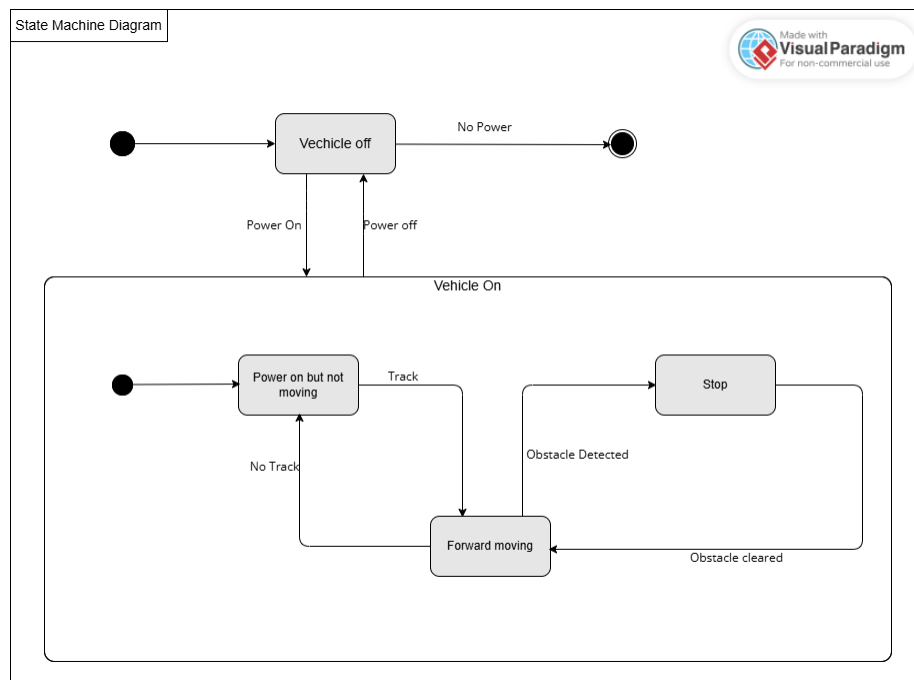 State Machine Diagram
Made with
Visual Paradigm
For non-commercial use
Vechicle off
No Power
Power On
Power off
Vehicle On
Power on but not
moving
Track
Stop
Obstacle Detected
No Track
Forward moving
Obstacle cleared